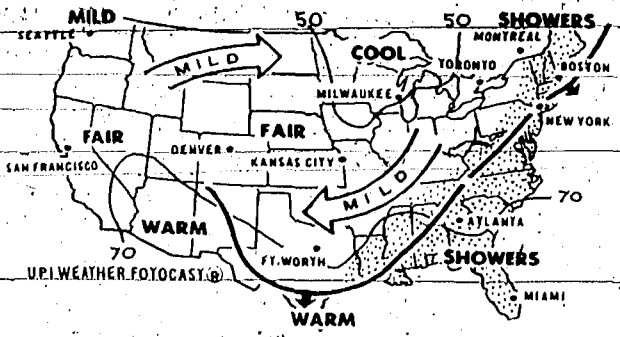 MILD
50
50
SHOWERS
SEATTLE
MONTREAL
COOL
TORONTO
BOSTON
MILD
MILWAUKEE
NEW YORK
FAIR
FAIR
DENVER
KANSAS CITY
SAN FRANCISCO
MILD
70
WARM
ATLANTA
70
FT. WORTH
SHOWERS
UPI WEATHER FOTOCAST ®
MIAMI
WARM